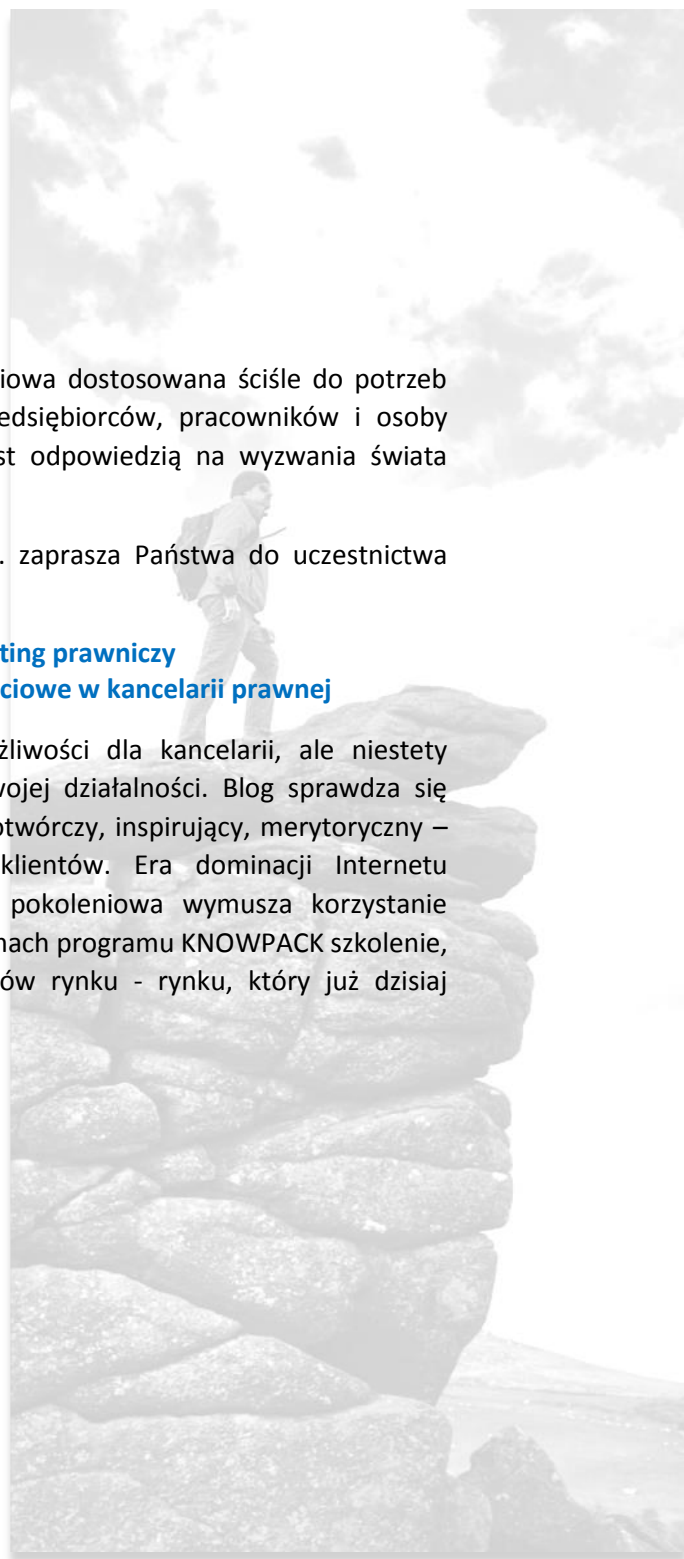 iowa dostosowana ściśle do potrzeb
edsiębiorców, pracowników i osoby
st odpowiedzią na wyzwania świata
. zaprasza Państwa do uczestnictwa
ting prawniczy
ciowe w kancelarii prawnej
żliwości dla kancelarii, ale niestety
wojej działalności. Blog sprawdza się
otwórczy, inspirujący, merytoryczny –
klientów. Era dominacji Internetu
pokoleniowa wymusza korzystanie
nach programu KNOWPACK szkolenie,
ów rynku - rynku, który już dzisiaj